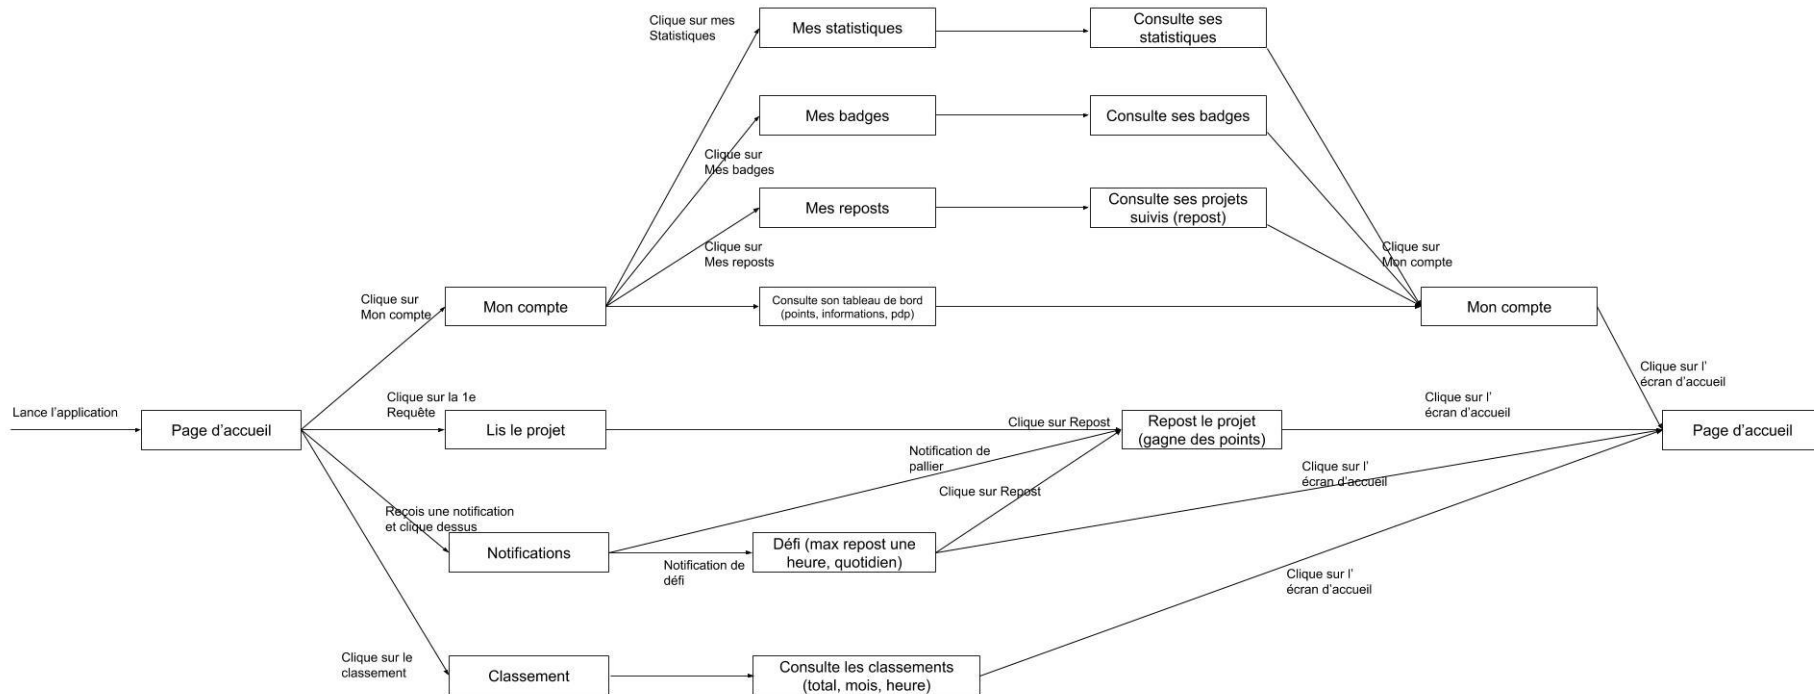 Clique sur mes
Statistiques
Mes statistiques
Consulte ses
statistiques
Mes badges
Consulte ses badges
Clique sur
Mes badges
Mes reposts
Consulte ses projets
suivis (repost)
Clique sur
Mes reposts
Clique sur
Mon compte
Clique sur
Mon compte
Mon compte
Consulte son tableau de bord
(points, informations, pdp)
Mon compte
Clique sur l'
écran d'accueil
Lance l'application
Page d'accueil
Clique sur la 1e
Requête
Lis le projet
Clique sur Repost
Repost le projet
(gagne des points)
Clique sur l'
écran d'accueil
Page d'accueil
Notification de
pallier
Clique sur Repost
Clique sur l'
écran d'accueil
Reçois une notification
et clique dessus
Notifications
Notification de
défi
Défi (max repost une
heure, quotidien)
Clique sur l'
écran d'accueil
Clique sur le
classement
Classement
Consulte les classements
(total, mois, heure)